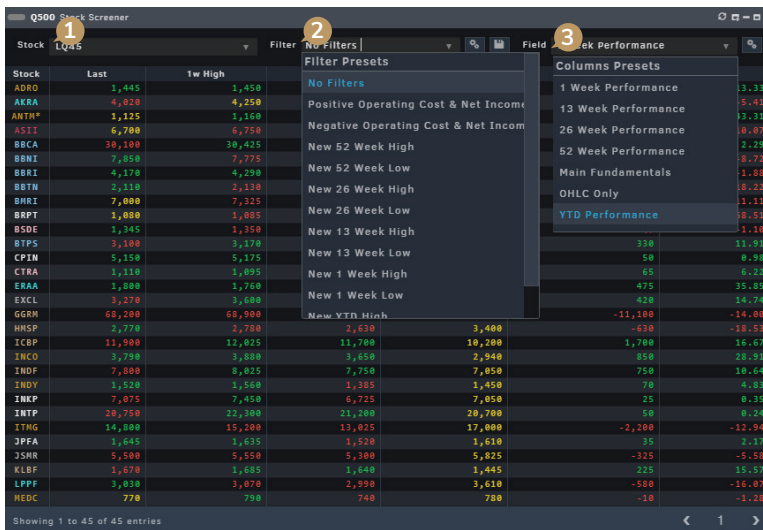 Q500 Stock Screener
1 2 3
Stock LQ45 Filter No Filters Field Week Performance
Filter Presets
No Filters
Positive Operating Cost & Net Income
Negative Operating Cost & Net Incom
New 52 Week High
New 52 Week Low
New 26 Week High
New 26 Week Low
New 13 Week High
New 13 Week Low
New 1 Week High
New 1 Week Low
New YTD High
Columns Presets
1 Week Performance
13 Week Performance
26 Week Performance
52 Week Performance
Main Fundamentals
OHLC Only
YTD Performance
Stock Last 1w High
ADRO 1,445 1,450
AKRA 4,020 4,250
ANTM* 1,125 1,160
ASII 6,700 6,750
BBCA 30,100 30,425 2.29
BBNI 7,850 7,775
BBRI 4,170 4,290
BBTN 2,110 2,130
BMRI 7,000 7,325
BRPT 1,080 1,085
BSDE 1,345 1,350
BTPS 3,100 3,170 330 11.91
CPIN 5,150 5,175 50 0.98
CTRA 1,110 1,095 65 6.22
ERAA 1,800 1,760 475 35.85
EXCL 3,270 3,600 420 14.74
GGRM 68,200 68,900 -11,100 -14.00
HMSP 2,770 2,780 2,630 3,400 -630 -18.53
ICBP 11,900 12,025 11,700 10,200 1,700 16.67
INCO 3,790 3,880 3,650 2,940 850 28.91
INDF 7,800 8,025 7,750 7,050 750 10.64
INDY 1,520 1,560 1,385 1,450 70 4.83
INKP 7,075 7,450 6,725 7,050 25 0.35
INTP 20,750 22,300 21,200 20,700 50 0.24
ITMG 14,800 15,200 13,025 17,000 -2,200 -12.94
JPFA 1,645 1,635 1,520 1,610 35 2.17
JSMR 5,500 5,550 5,300 5,825 -325 -5.58
KLBF 1,670 1,685 1,640 1,445 225 15.57
LPPF 3,030 3,070 2,990 3,610 -580 -16.07
MEDC 770 790 740 780 -10 -1.28
Showing 1 to 45 of 45 entries 1